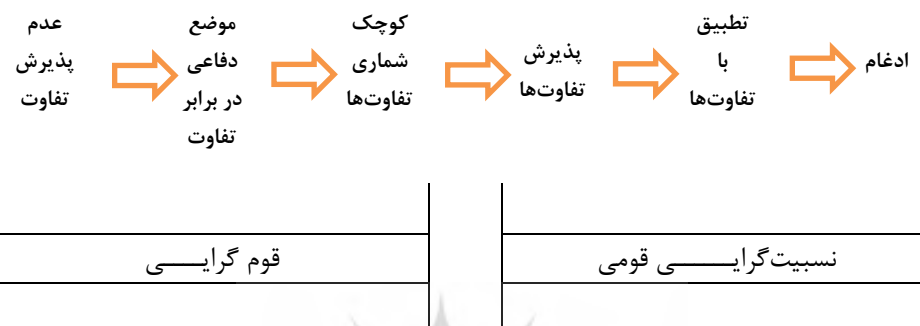 عدم
پذیرش
تفاوت
موضع
دفاعی
در برابر
تفاوت
کوچک
شماری
تفاوت‌ها
پذیرش
تفاوت‌ها
تطبیق
با
تفاوت‌ها
ادغام
قوم گرایـــــی
نسبیت‌گرایـــــــــی قومی